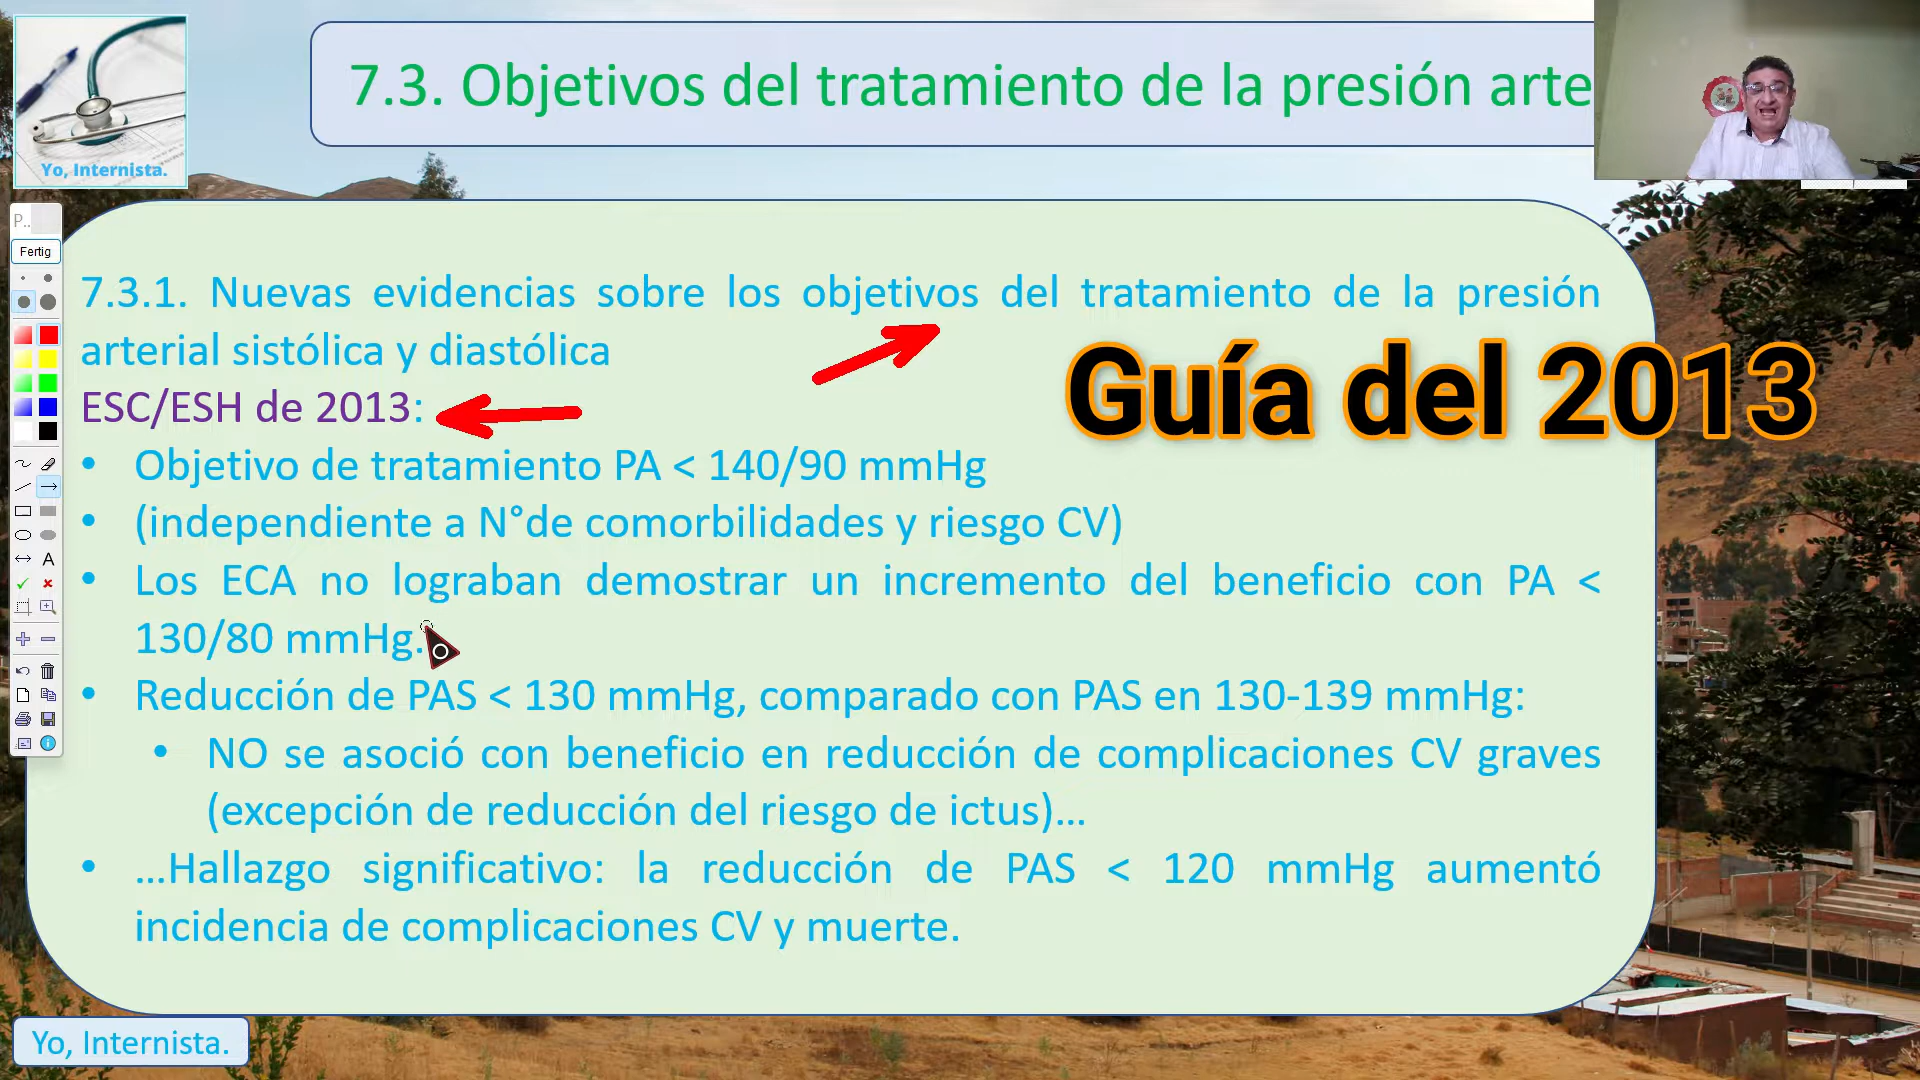 Yo, Internista.
7.3. Objetivos del tratamiento de la presión arte
P..
Fertig
7.3.1. Nuevas evidencias sobre los objetivos del tratamiento de la presión
arterial sistólica y diastólica
Guía del 2013
ESC/ESH de 2013:
• Objetivo de tratamiento PA < 140/90 mmHg
• (independiente a N°de comorbilidades y riesgo CV)
• Los ECA no lograban demostrar un incremento del beneficio con PA <
130/80 mmHg.
• Reducción de PAS < 130 mmHg, comparado con PAS en 130-139 mmHg:
• NO se asoció con beneficio en reducción de complicaciones CV graves
(excepción de reducción del riesgo de ictus)...
• ...Hallazgo significativo: la reducción de PAS < 120 mmHg aumentó
incidencia de complicaciones CV y muerte.
Yo, Internista.